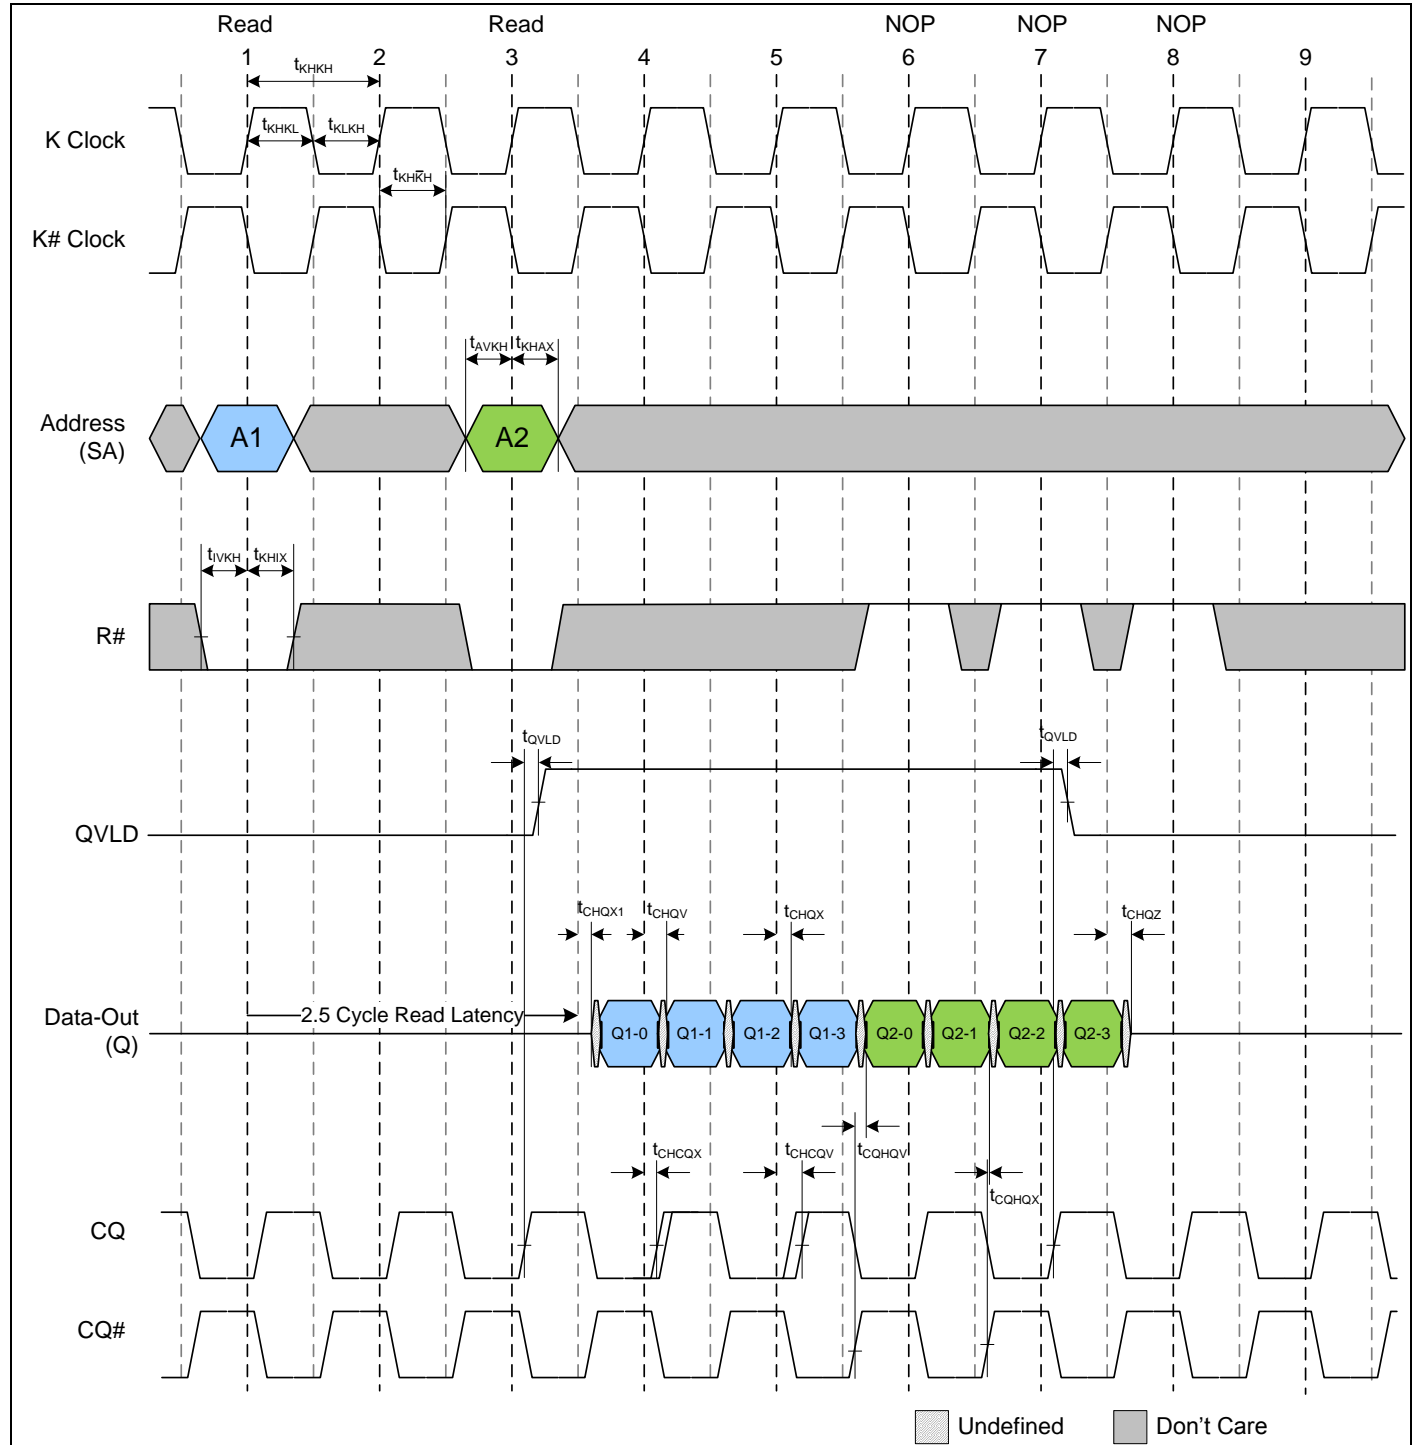 Read Read NOP NOP NOP
1 2 3 4 5 6 7 8 9
tKHKH
K Clock
tKHKL tKLKH
tKHK̅H
K# Clock
tAVKH tKHAX
Address
(SA)
A1 A2
tIVKH tKHIX
R#
tQVLD tQVLD
QVLD
tCHQX1 tCHQV tCHQX tCHQZ
Data-Out
(Q)
2.5 Cycle Read Latency
Q1-0 Q1-1 Q1-2 Q1-3 Q2-0 Q2-1 Q2-2 Q2-3
tCHCQX tCHCQV tCQHQV
tCQHQX
CQ
CQ#
Undefined Don't Care